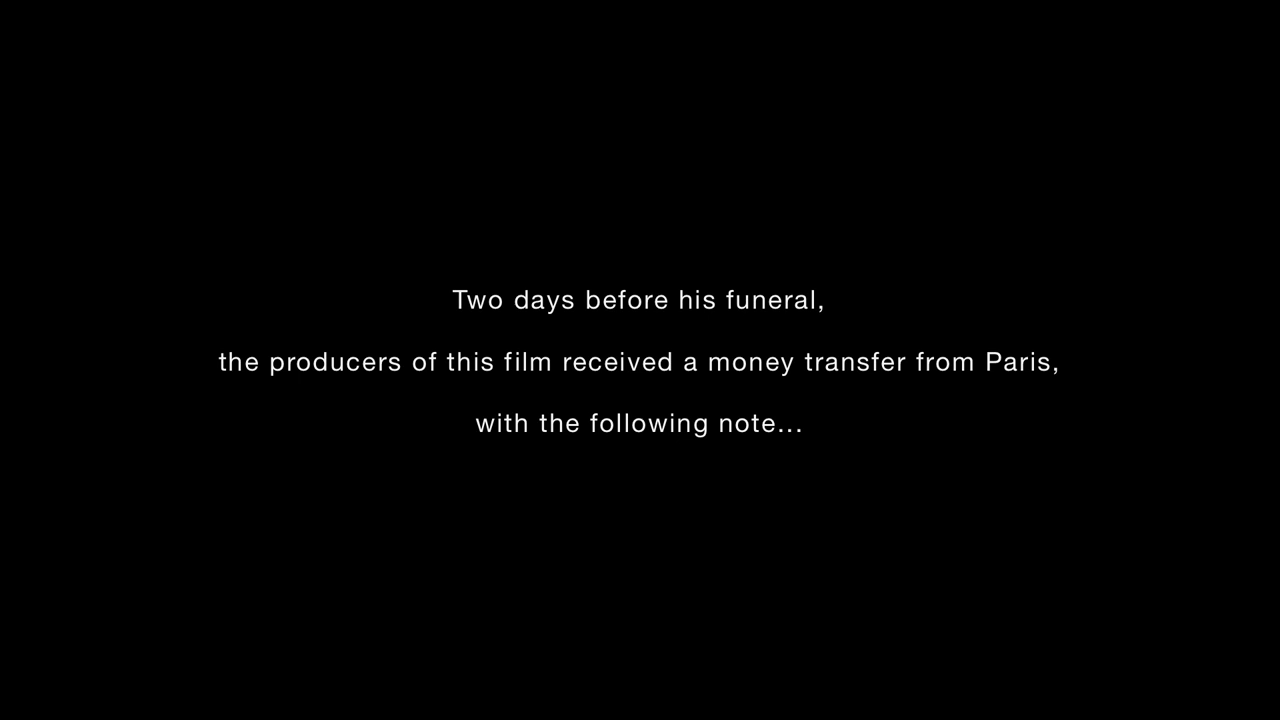 Two days before his funeral,
the producers of this film received a money transfer from Paris,
with the following note...